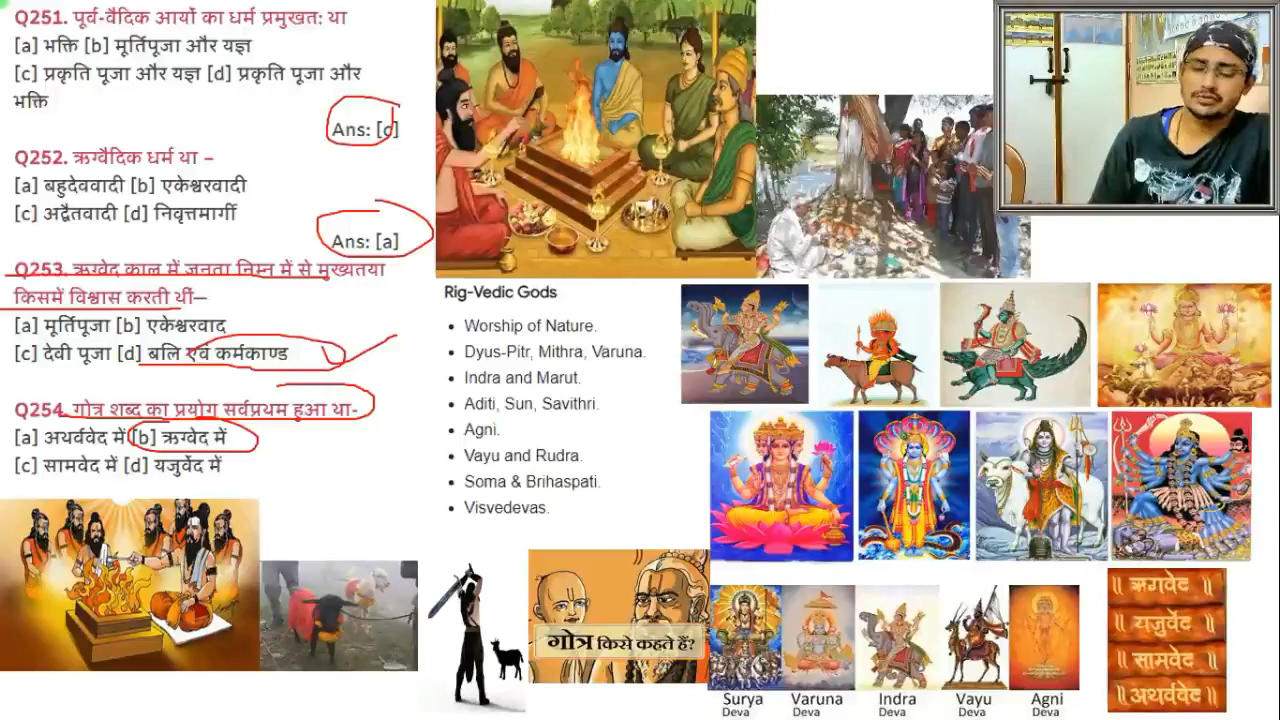 Q251. पूर्व-वैदिक आर्यों का धर्म प्रमुखत: था
[a] भक्ति [b] मूर्तिपूजा और यज्ञ
[c] प्रकृति पूजा और यज्ञ [d] प्रकृति पूजा और
भक्ति
Ans: [c]
Q252. ऋग्वैदिक धर्म था –
[a] बहुदेववादी [b] एकेश्वरवादी
[c] अद्वैतवादी [d] निवृत्तमार्गी
Ans: [a]
Q253. ऋग्वेद काल में जनता निम्न में से मुख्यतया
किसमें विश्वास करती थीं—
[a] मूर्तिपूजा [b] एकेश्वरवाद
[c] देवी पूजा [d] बलि एवं कर्मकाण्ड
Q254. गोत्र शब्द का प्रयोग सर्वप्रथम हुआ था-
[a] अथर्ववेद में [b] ऋग्वेद में
[c] सामवेद में [d] यजुर्वेद में
Rig-Vedic Gods
Worship of Nature.
Dyus-Pitr, Mithra, Varuna.
Indra and Marut.
Aditi, Sun, Savithri.
Agni.
Vayu and Rudra.
Soma & Brihaspati.
Visvedevas.
गोत्र किसे कहते हैं?
Surya Deva
Varuna Deva
Indra Deva
Vayu Deva
Agni Deva
॥ ऋगवेद ॥
॥ यजुर्वेद ॥
॥ सामवेद ॥
॥ अथर्ववेद ॥